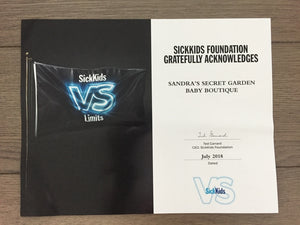 SickKids
VS
Limits
SICKKIDS FOUNDATION
GRATEFULLY ACKNOWLEDGES
SANDRA'S SECRET GARDEN
BABY BOUTIQUE
Ted Garrard
CEO, SickKids Foundation
July 2018
Dated
SickKids
VS